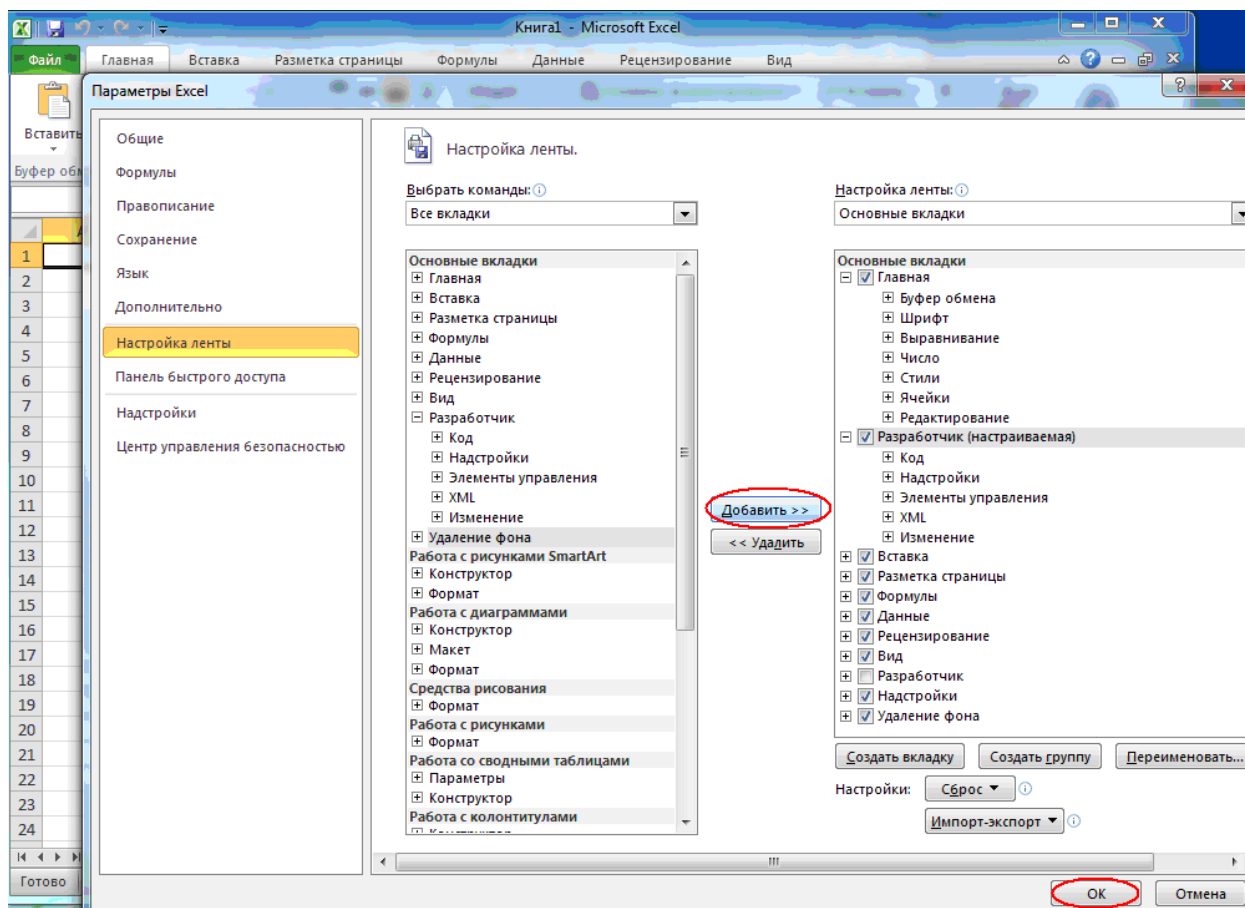 Книга1 - Microsoft Excel
Файл Главная Вставка Разметка страницы Формулы Данные Рецензирование Вид
Параметры Excel
Вставить
Буфер обм
1
2
3
4
5
6
7
8
9
10
11
12
13
14
15
16
17
18
19
20
21
22
23
24
Готово
Общие
Формулы
Правописание
Сохранение
Язык
Дополнительно
Настройка ленты
Панель быстрого доступа
Надстройки
Центр управления безопасностью
Настройка ленты.
Выбрать команды:
Все вкладки
Основные вкладки
Главная
Вставка
Разметка страницы
Формулы
Данные
Рецензирование
Вид
Разработчик
Код
Надстройки
Элементы управления
XML
Изменение
Удаление фона
Работа с рисунками SmartArt
Конструктор
Формат
Работа с диаграммами
Конструктор
Макет
Формат
Средства рисования
Формат
Работа с рисунками
Формат
Работа со сводными таблицами
Параметры
Конструктор
Работа с колонтитулами
Добавить >>
<< Удалить
Настройка ленты:
Основные вкладки
Основные вкладки
Главная
Буфер обмена
Шрифт
Выравнивание
Число
Стили
Ячейки
Редактирование
Разработчик (настраиваемая)
Код
Надстройки
Элементы управления
XML
Изменение
Вставка
Разметка страницы
Формулы
Данные
Рецензирование
Вид
Разработчик
Надстройки
Удаление фона
Создать вкладку Создать группу Переименовать...
Настройки: Сброс
Импорт-экспорт
ОК Отмена